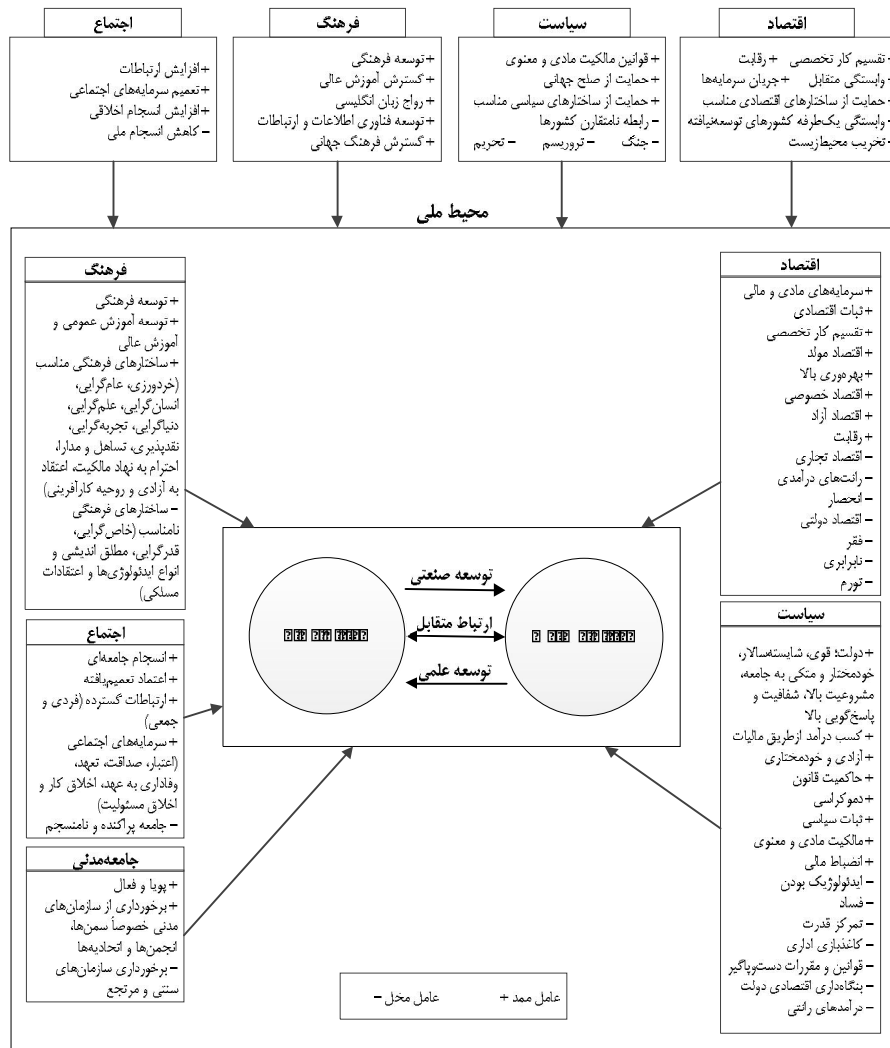 اقتصاد
– تقسیم کار تخصصی + رقابت
– وابستگی متقابل + جریان سرمایه‌ها
– حمایت از ساختارهای اقتصادی مناسب
– وابستگی یک‌طرفه کشورهای توسعه‌نیافته
– تخریب محیط‌زیست
سیاست
+ قوانین مالکیت مادی و معنوی
+ حمایت از صلح جهانی
+ حمایت از ساختارهای سیاسی مناسب
– رابطه نامتقارن کشورها
– جنگ – تروریسم – تحریم
فرهنگ
+ توسعه فرهنگی
+ گسترش آموزش عالی
+ رواج زبان انگلیسی
+ توسعه فناوری اطلاعات و ارتباطات
+ گسترش فرهنگ جهانی
اجتماع
+ افزایش ارتباطات
+ تعمیم سرمایه‌های اجتماعی
+ افزایش انسجام اخلاقی
– کاهش انسجام ملی
محیط ملی
اقتصاد
+ سرمایه‌های مادی و مالی
+ ثبات اقتصادی
+ تقسیم کار تخصصی
+ اقتصاد مولد
+ بهره‌وری بالا
+ اقتصاد خصوصی
+ اقتصاد آزاد
+ رقابت
– اقتصاد تجاری
– رانت‌های درآمدی
– انحصار
– اقتصاد دولتی
– فقر
– نابرابری
– تورم
فرهنگ
+ توسعه فرهنگی
+ توسعه آموزش عمومی و
آموزش عالی
+ ساختارهای فرهنگی مناسب
(خردورزی، عام‌گرایی،
انسان‌گرایی، علم‌گرایی،
دنیاگرایی، تجربه‌گرایی،
نقدپذیری، تساهل و مدارا،
احترام به نهاد مالکیت، اعتقاد
به آزادی و روحیه کارآفرینی)
– ساختارهای فرهنگی
نامناسب (خاص‌گرایی،
قدرگرایی، مطلق اندیشی و
انواع ایدئولوژی‌ها و اعتقادات
مسلکی)
توسعه صنعتی
ارتباط متقابل
توسعه علمی
سیاست
+ دولت؛ قوی، شایسته‌سالار،
خودمختار و متکی به جامعه،
مشروعیت بالا، شفافیت و
پاسخ‌گویی بالا
+ کسب درآمد ازطریق مالیات
+ آزادی و خودمختاری
+ حاکمیت قانون
+ دموکراسی
+ ثبات سیاسی
+ مالکیت مادی و معنوی
+ انضباط مالی
– ایدئولوژیک بودن
– فساد
– تمرکز قدرت
– کاغذبازی اداری
– قوانین و مقررات دست‌وپاگیر
– بنگاه‌داری اقتصادی دولت
– درآمدهای رانتی
اجتماع
+ انسجام جامعه‌ای
+ اعتماد تعمیم‌یافته
+ ارتباطات گسترده (فردی و
جمعی)
+ سرمایه‌های اجتماعی
(اعتبار، صداقت، تعهد،
وفاداری به عهد، اخلاق کار و
اخلاق مسئولیت)
– جامعه پراکنده و نامنسجم
جامعه‌مدنی
+ پویا و فعال
+ برخورداری از سازمان‌های
مدنی خصوصاً سمن‌ها،
انجمن‌ها و اتحادیه‌ها
– برخورداری سازمان‌های
سنتی و مرتجع
عامل ممد + عامل مخل –